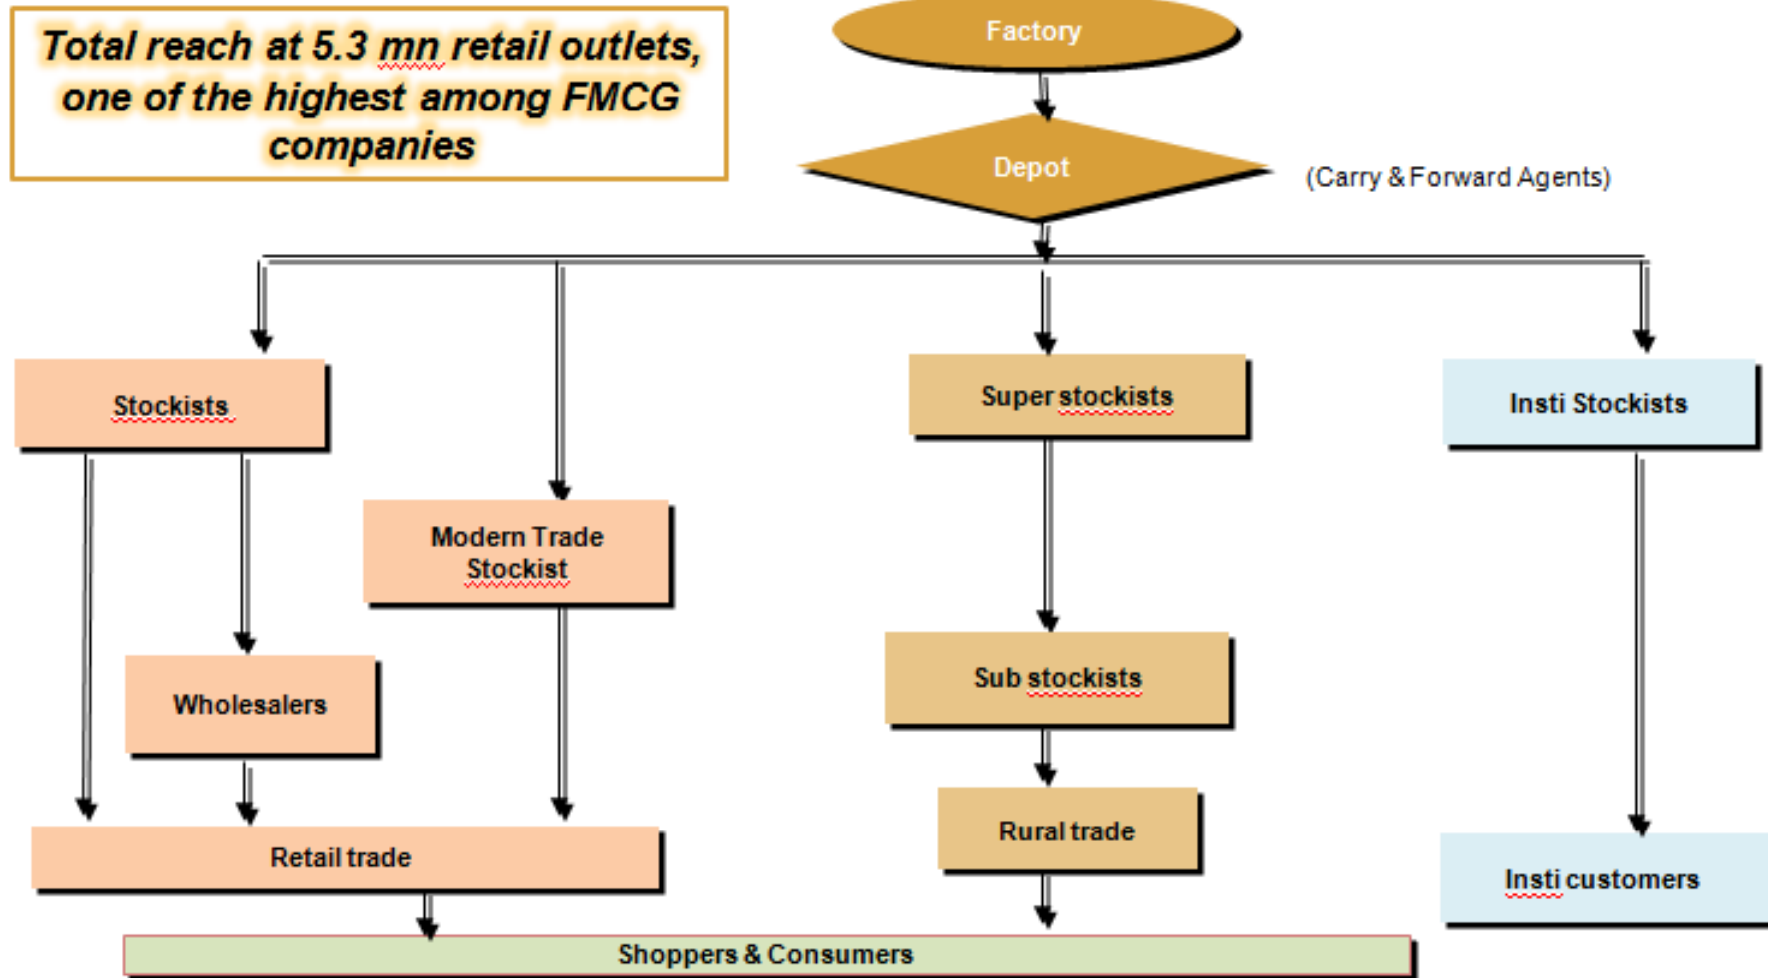 Total reach at 5.3 mn retail outlets,
one of the highest among FMCG
companies
Factory
Depot
(Carry & Forward Agents)
Stockists
Super stockists
Insti Stockists
Modern Trade
Stockist
Sub stockists
Wholesalers
Rural trade
Retail trade
Insti customers
Shoppers & Consumers